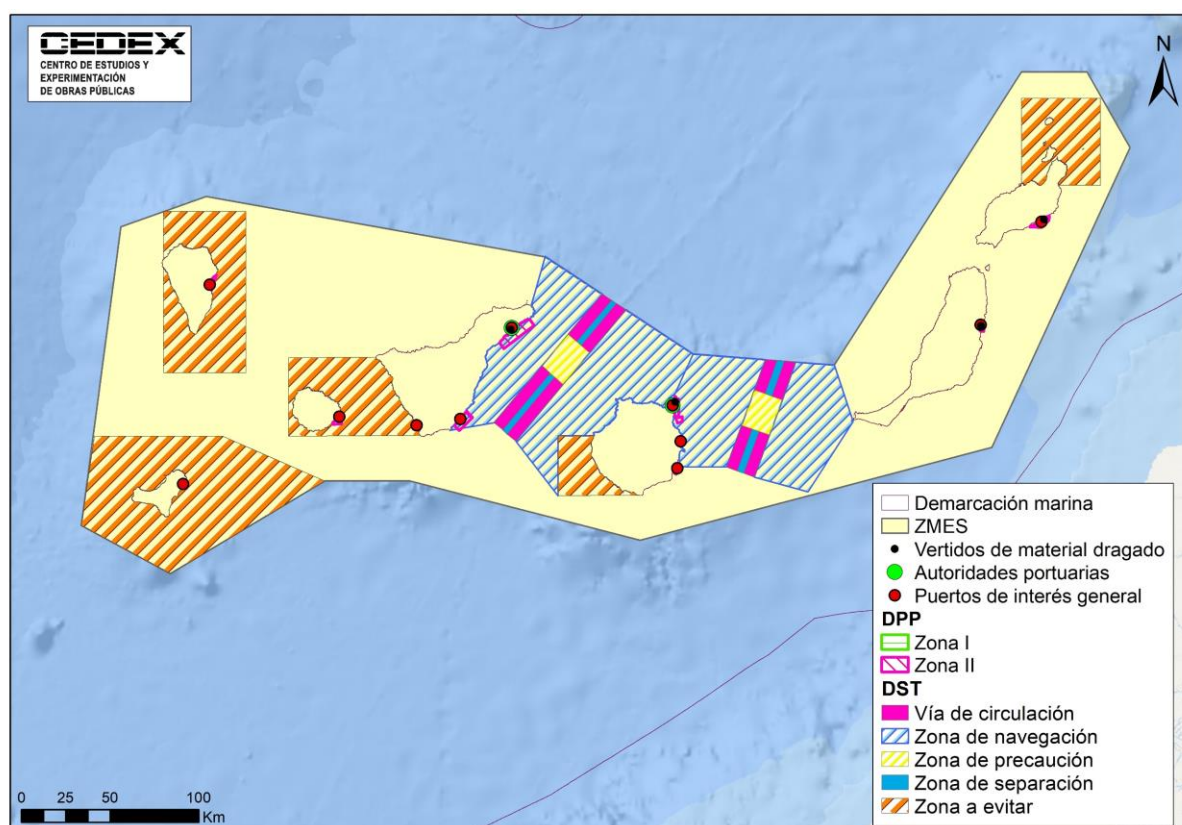 CEDEX
CENTRO DE ESTUDIOS Y
EXPERIMENTACIÓN
DE OBRAS PÚBLICAS
N
Demarcación marina
ZMES
Vertidos de material dragado
Autoridades portuarias
Puertos de interés general
DPP
Zona I
Zona II
DST
Vía de circulación
Zona de navegación
Zona de precaución
Zona de separación
Zona a evitar
0 25 50 100
Km